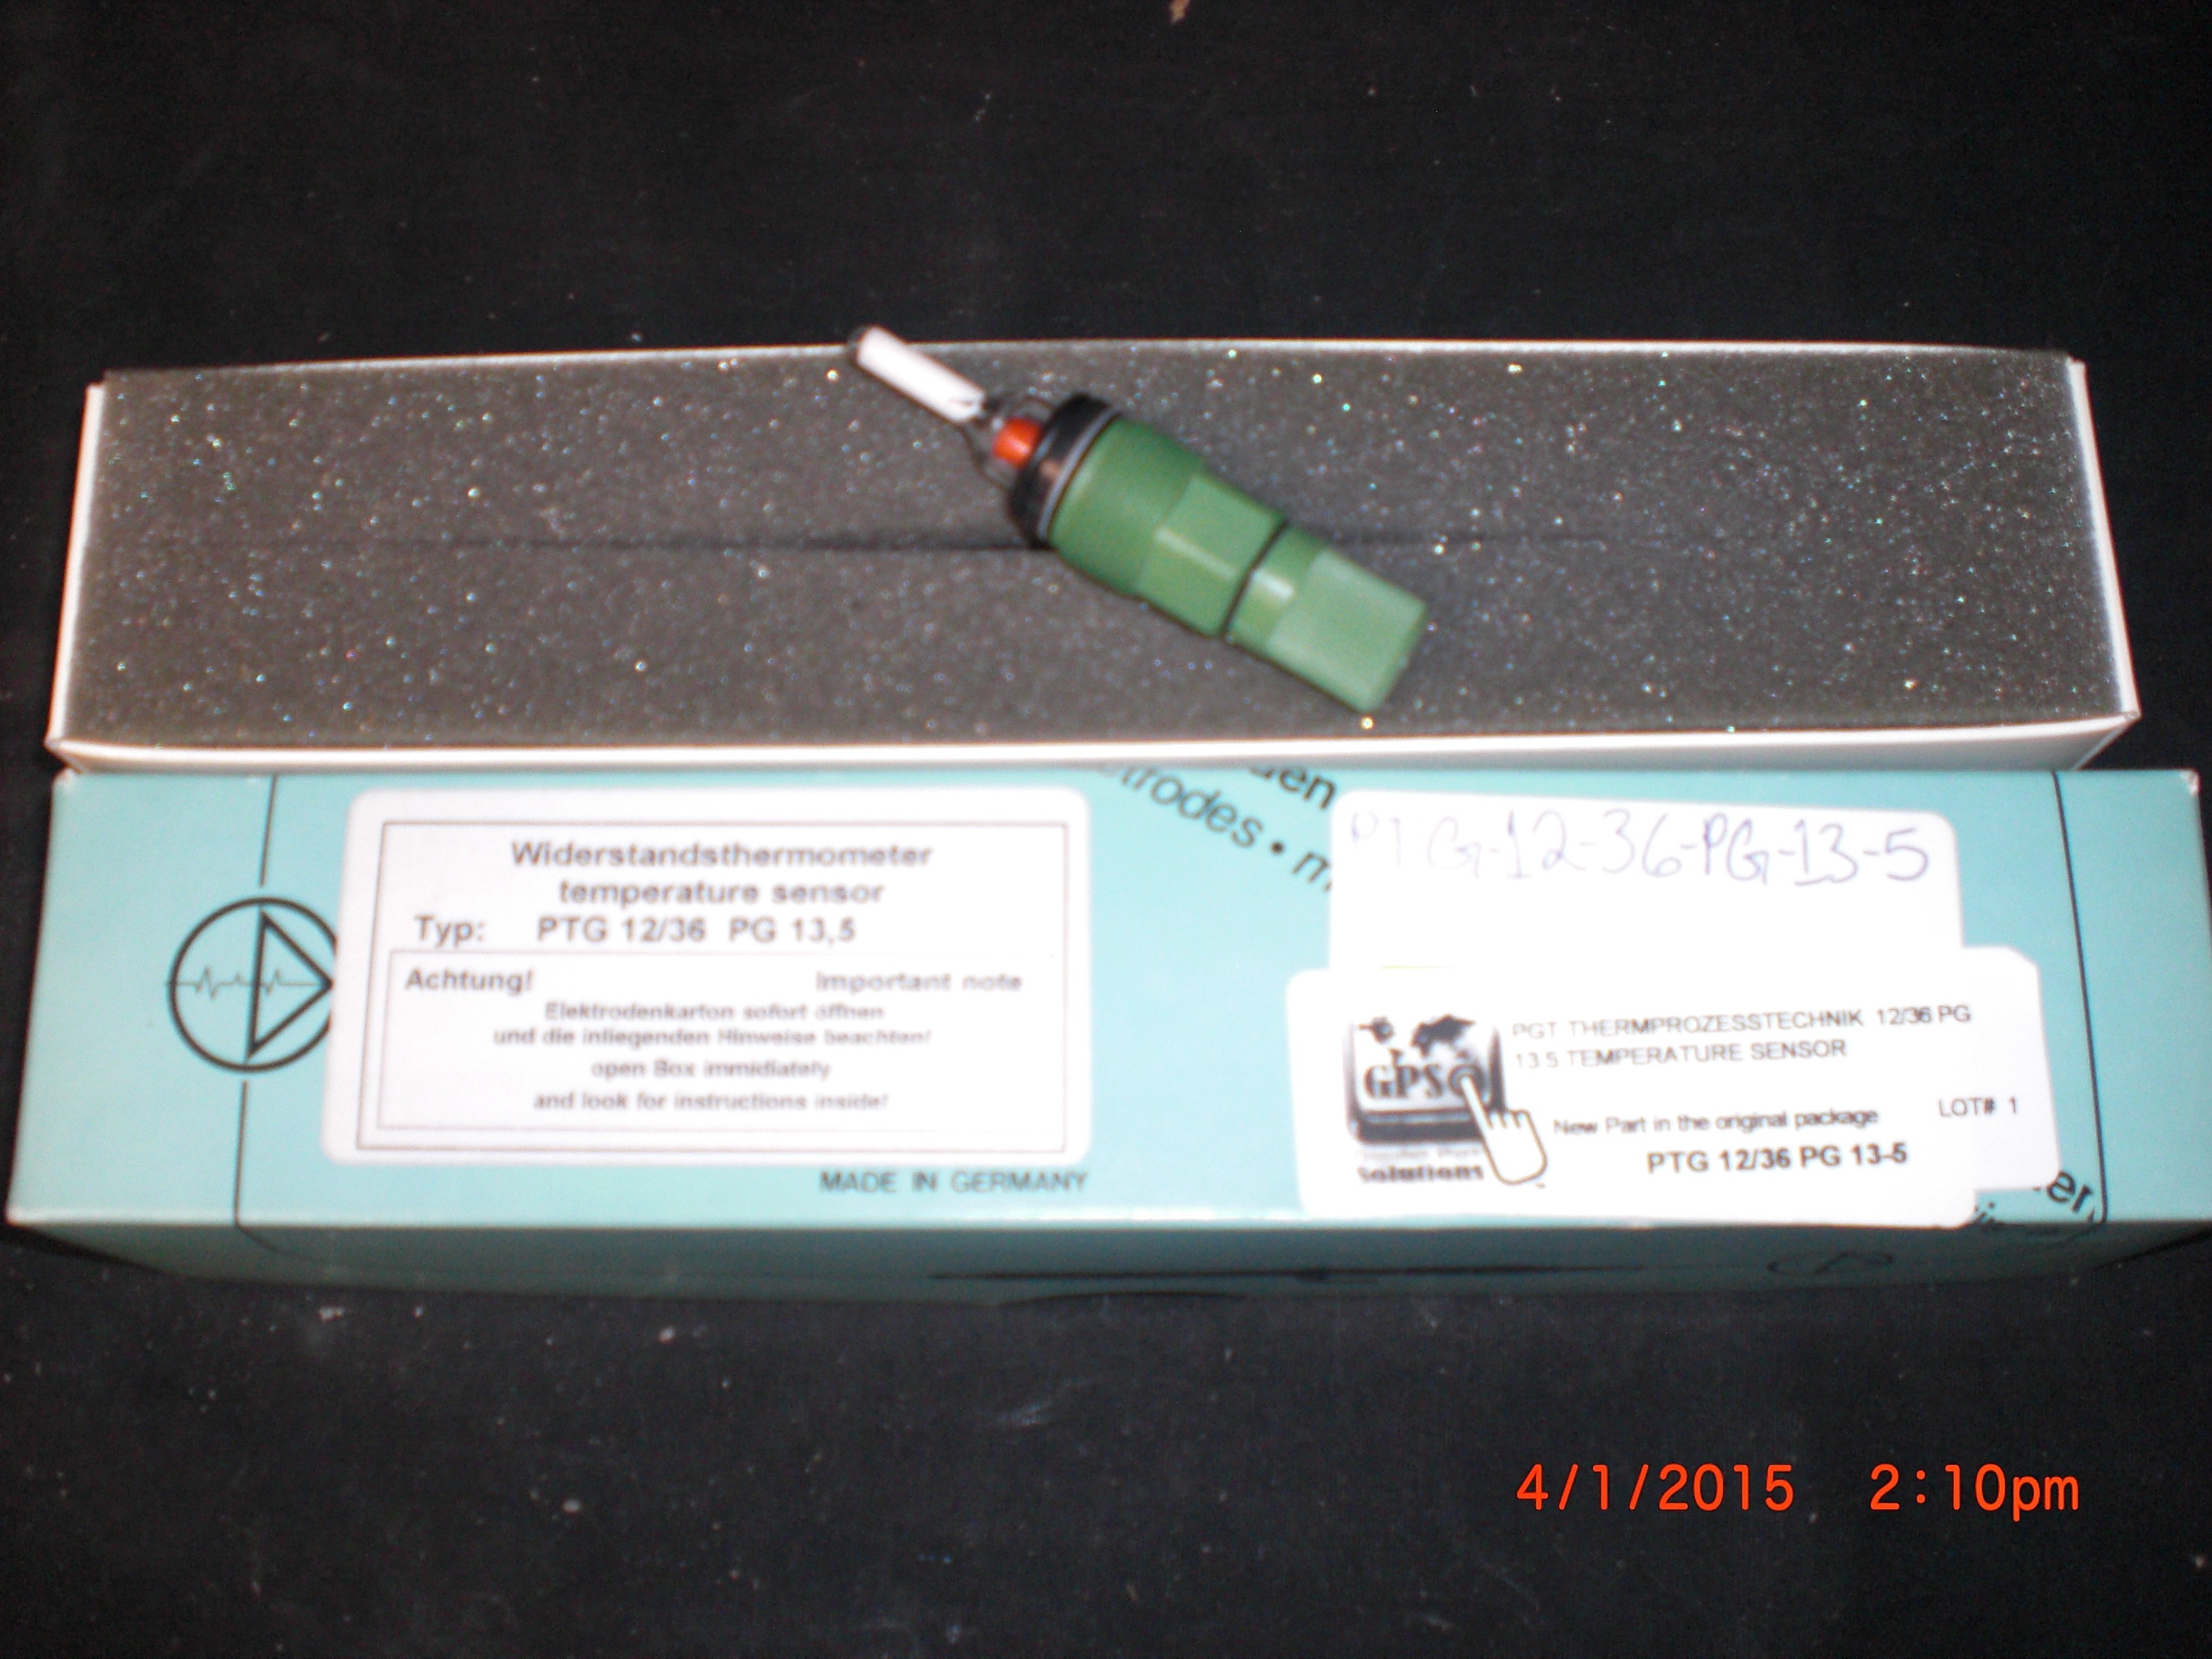 den
trodes • m
Widerstandsthermometer
temperature sensor
Typ: PTG 12/36 PG 13,5
Achtung! Important note
Elektrodenkarton sofort öffnen
und die inliegenden Hinweise beachten!
open Box immidiately
and look for instructions inside!
MADE IN GERMANY
PTG-12-36-PG-13-5
GPS
Solutions
PGT THERMPROZESSTECHNIK 12/36 PG
13 5 TEMPERATURE SENSOR
New Part in the original package LOT# 1
PTG 12/36 PG 13-5
4/1/2015 2:10pm